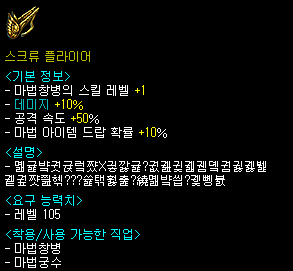 스크류 플라이어
<기본 정보>
- 마법창병의 스킬 레벨 +1
- 데미지 +10%
- 공격 속도 +50%
- 마법 아이템 드랍 확률 +10%
<설명>
<요구 능력치>
- 레벨 105
<착용/사용 가능한 직업>
- 마법창병
- 마법궁수